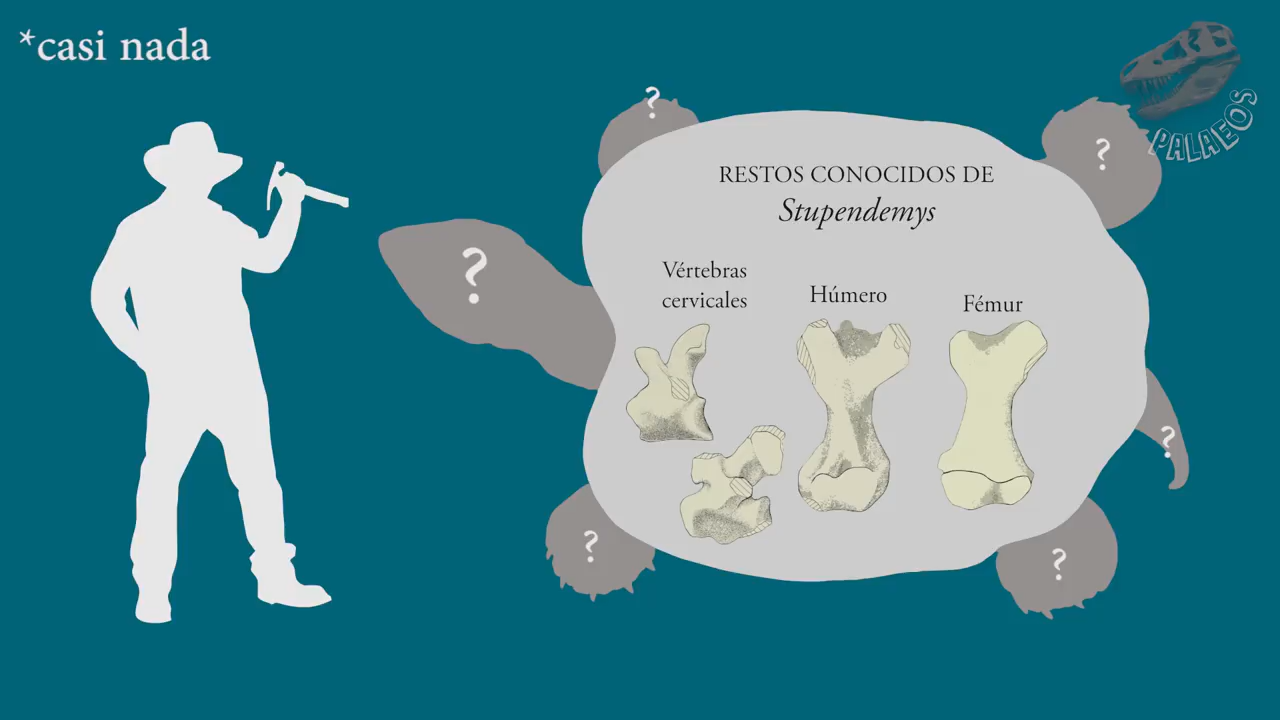 *casi nada
PALAEOS
?
?
RESTOS CONOCIDOS DE
Stupendemys
?
Vértebras
cervicales
Húmero
Fémur
?
?
?